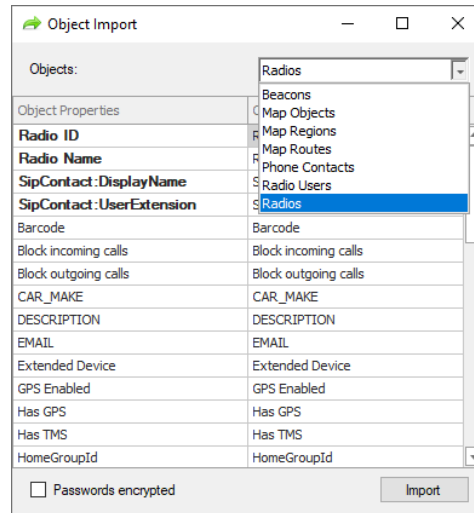 Object Import
Objects:
Radios
Beacons
Map Objects
Map Regions
Map Routes
Phone Contacts
Radio Users
Radios
Object Properties
Radio ID
Radio Name
SipContact:DisplayName
SipContact:UserExtension
Barcode Barcode
Block incoming calls Block incoming calls
Block outgoing calls Block outgoing calls
CAR_MAKE CAR_MAKE
DESCRIPTION DESCRIPTION
EMAIL EMAIL
Extended Device Extended Device
GPS Enabled GPS Enabled
Has GPS Has GPS
Has TMS Has TMS
HomeGroupId HomeGroupId
Passwords encrypted Import